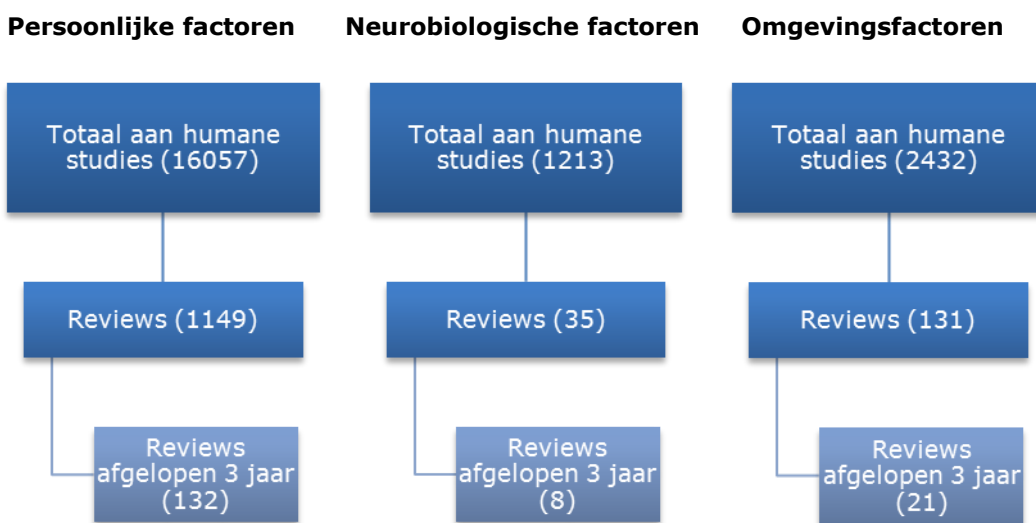 Persoonlijke factoren
Neurobiologische factoren
Omgevingsfactoren
Totaal aan humane
studies (16057)
Totaal aan humane
studies (1213)
Totaal aan humane
studies (2432)
Reviews (1149)
Reviews (35)
Reviews (131)
Reviews
afgelopen 3 jaar
(132)
Reviews
afgelopen 3 jaar
(8)
Reviews
afgelopen 3 jaar
(21)